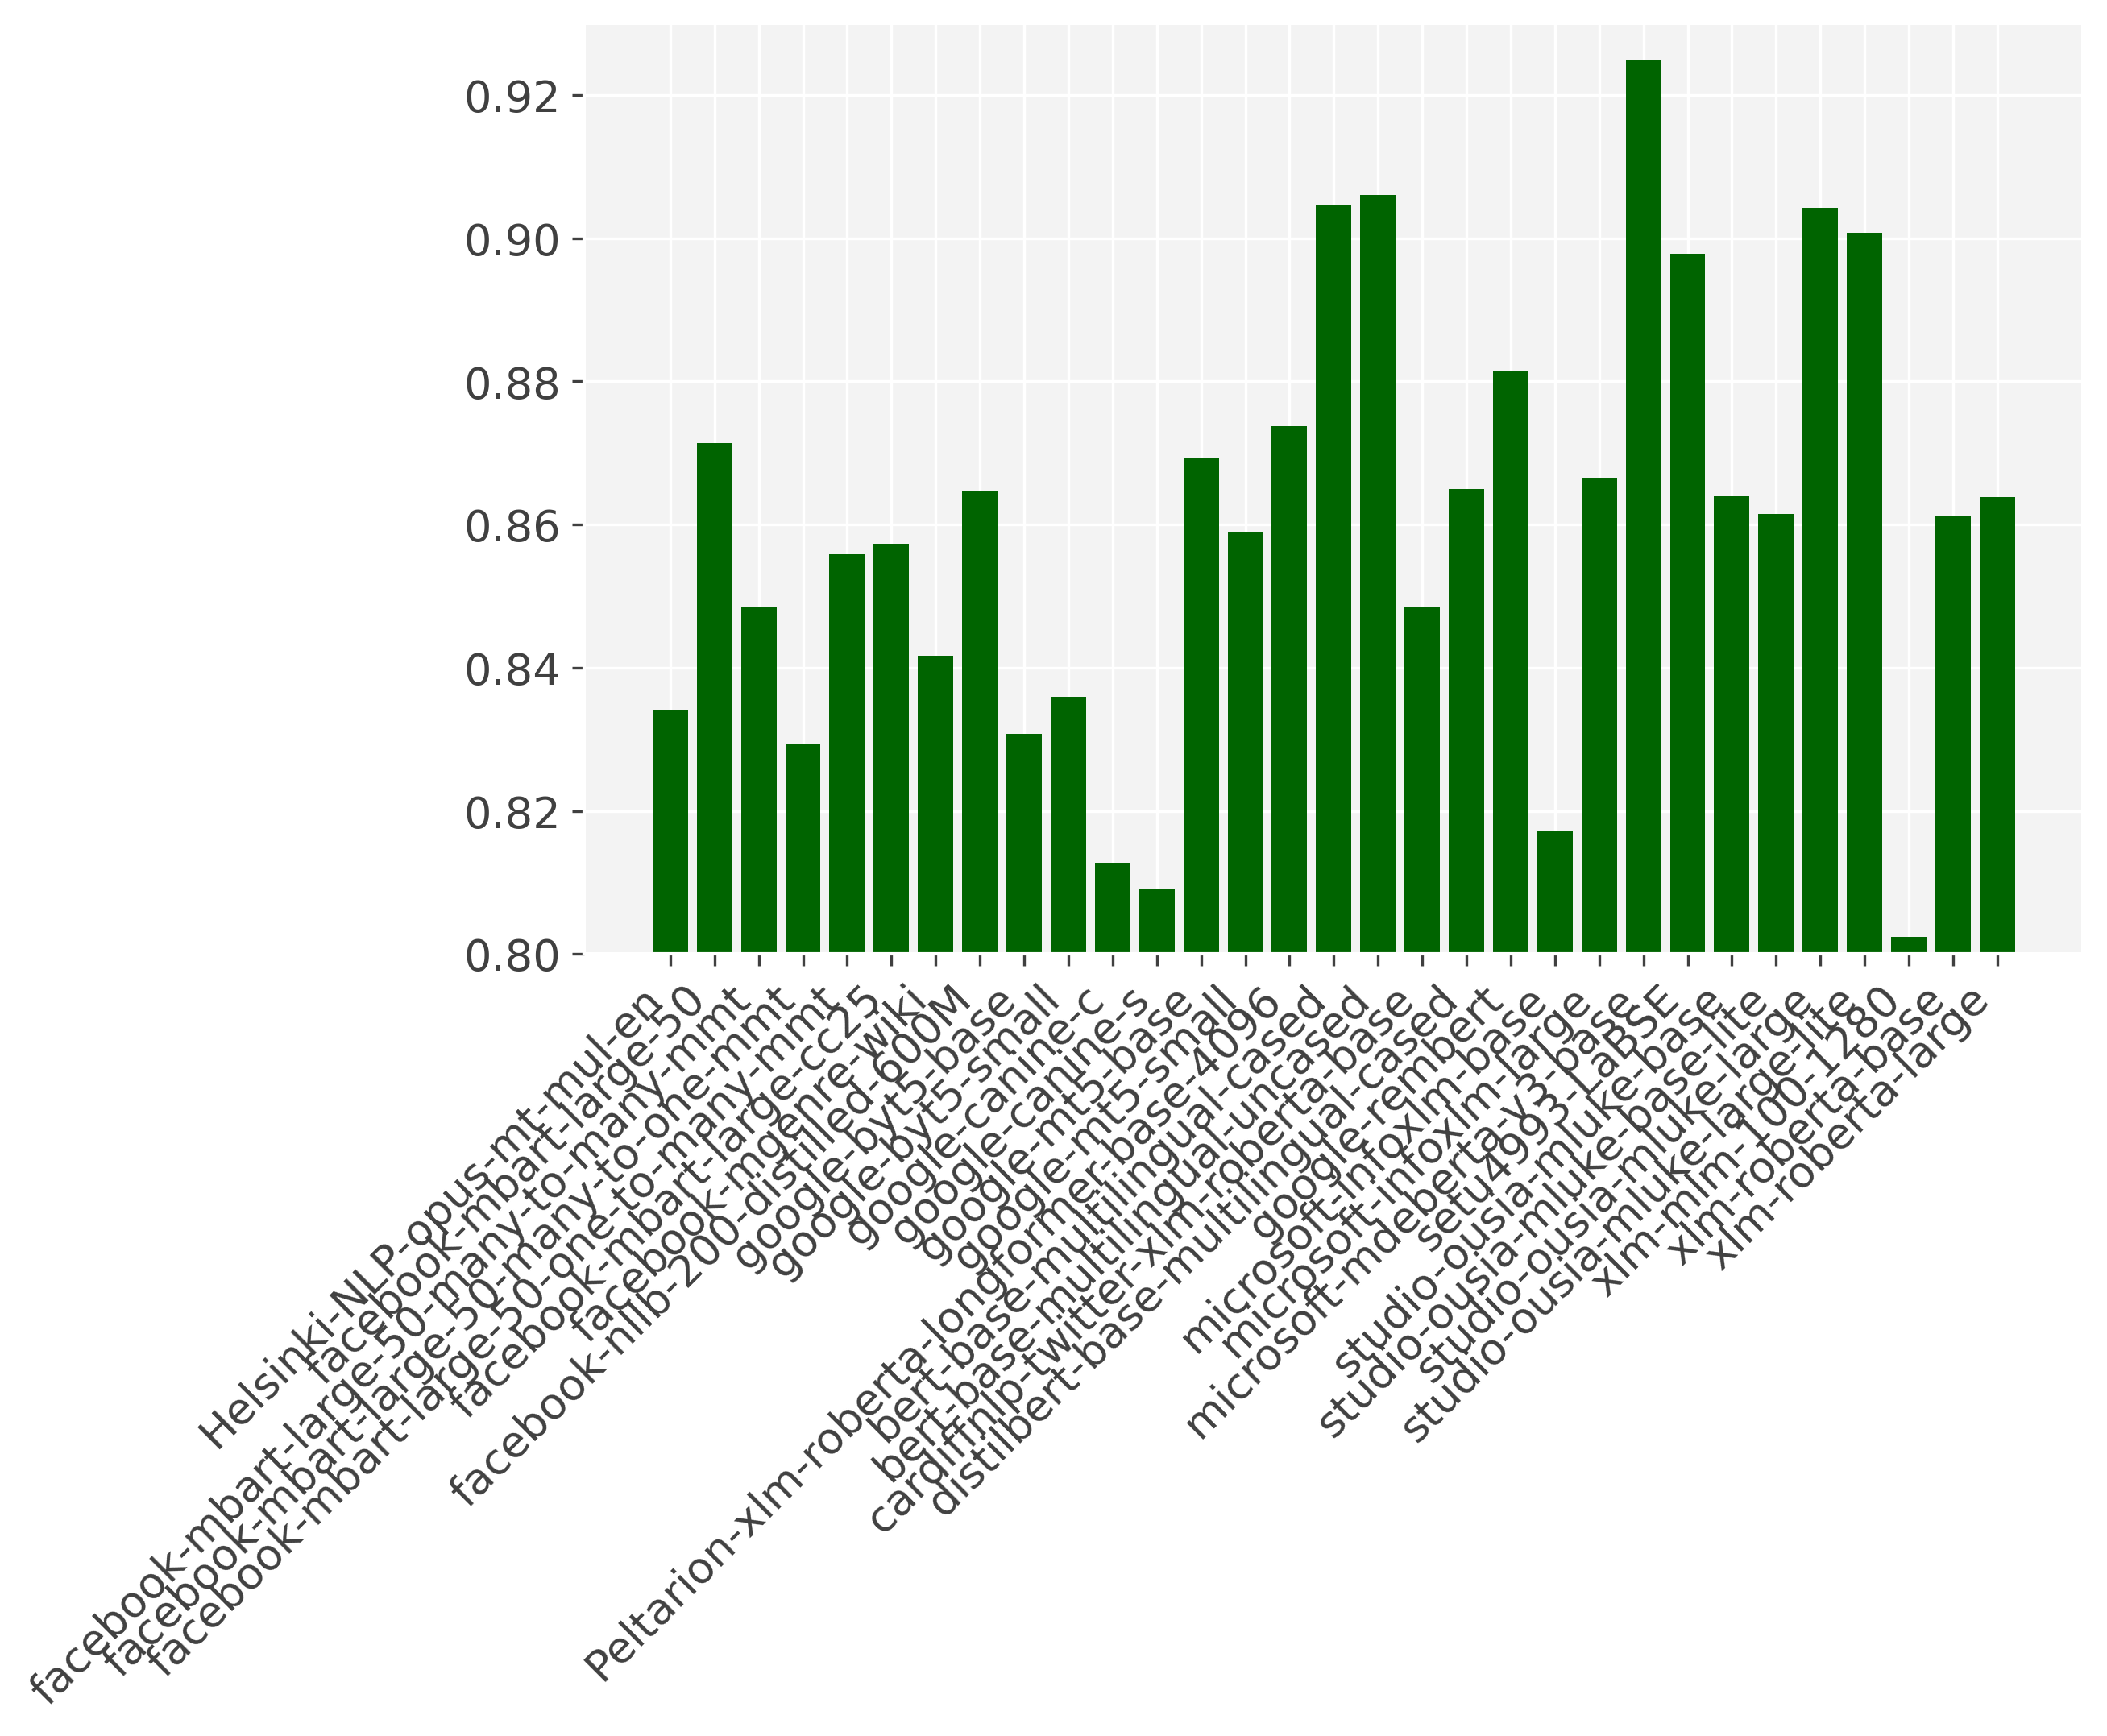 0.92
0.90
0.88
0.86
0.84
0.82
0.80
Helsinki-NLP-opus-mt-mul-en
facebook-mbart-large-50
facebook-mbart-large-50-many-to-many-mmt
facebook-mbart-large-50-many-to-one-mmt
facebook-mbart-large-50-one-to-many-mmt
facebook-mbart-large-cc25
facebook-mgenre-wiki
facebook-nllb-200-distilled-600M
google-byt5-base
google-byt5-small
google-canine-c
google-canine-s
google-mt5-base
google-mt5-small
Peltarion-xlm-roberta-longformer-base-4096
bert-base-multilingual-cased
bert-base-multilingual-uncased
cardiffnlp-twitter-xlm-roberta-base
distilbert-base-multilingual-cased
google-rembert
microsoft-infoxlm-base
microsoft-infoxlm-large
microsoft-mdeberta-v3-base
setu4993-LaBSE
studio-ousia-mluke-base
studio-ousia-mluke-base-lite
studio-ousia-mluke-large
studio-ousia-mluke-large-lite
xlm-mlm-100-1280
xlm-roberta-base
xlm-roberta-large